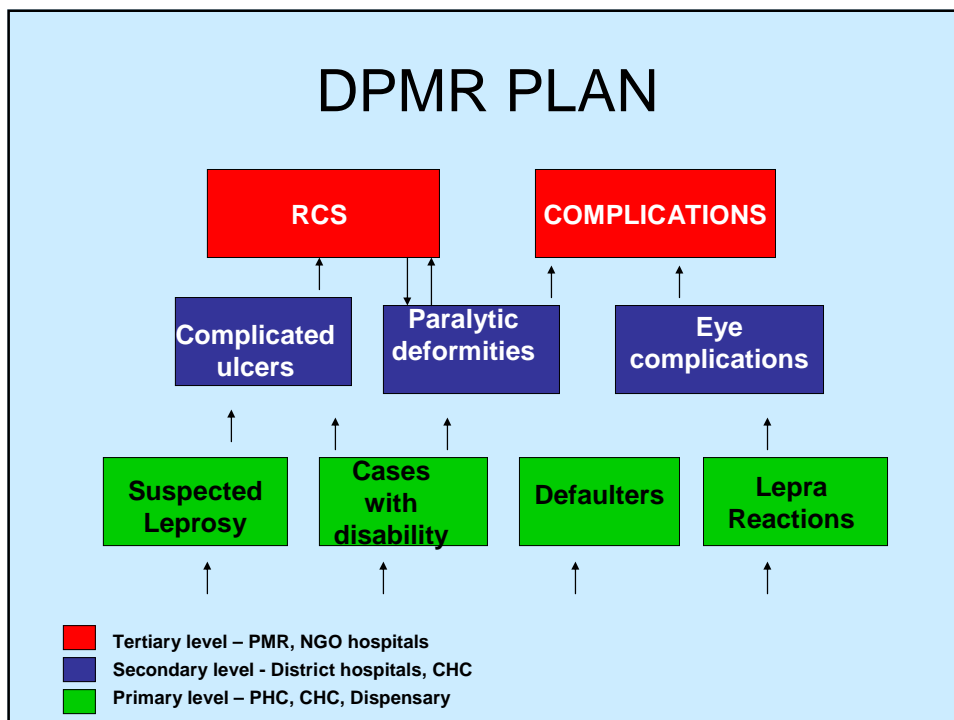 DPMR PLAN
RCS
COMPLICATIONS
Complicated
ulcers
Paralytic
deformities
Eye
complications
Suspected
Leprosy
Cases
with
disability
Defaulters
Lepra
Reactions
Tertiary level – PMR, NGO hospitals
Secondary level - District hospitals, CHC
Primary level – PHC, CHC, Dispensary